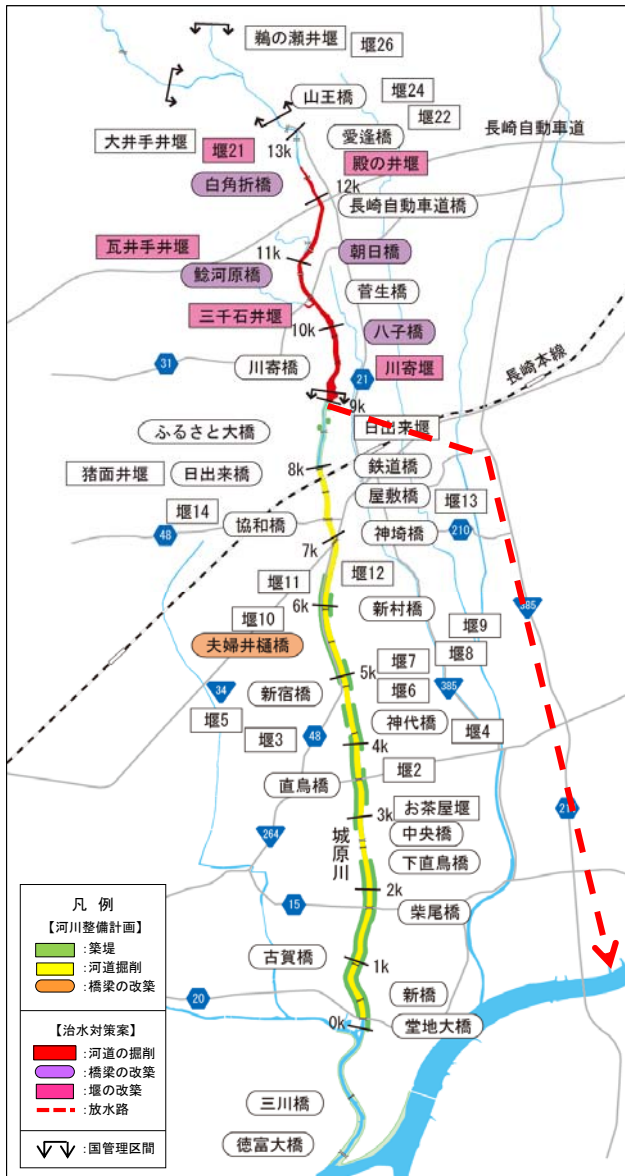 鵜の瀬井堰
堰26
山王橋
堰24
堰22
大井手井堰
13k
愛逢橋
長崎自動車道
堰21
殿の井堰
白角折橋
12k
長崎自動車道橋
瓦井手井堰
11k
朝日橋
鯰河原橋
菅生橋
三千石井堰
10k
八子橋
31
川寄橋
21
川寄堰
長崎本線
9k
ふるさと大橋
日出来堰
猪面井堰
日出来橋
8k
鉄道橋
屋敷橋
堰13
堰14
48
協和橋
7k
神埼橋
210
堰11
堰12
堰10
6k
新村橋
385
堰9
夫婦井樋橋
堰7
堰8
5k
34
新宿橋
堰6
385
堰5
堰3
48
4k
神代橋
堰4
堰2
直鳥橋
21
3k
お茶屋堰
264
城原川
中央橋
下直鳥橋
2k
15
柴尾橋
古賀橋
1k
20
新橋
0k
堂地大橋
三川橋
徳富大橋
凡 例
【河川整備計画】
:築堤
:河道掘削
:橋梁の改築
【治水対策案】
:河道の掘削
:橋梁の改築
:堰の改築
:放水路
:国管理区間